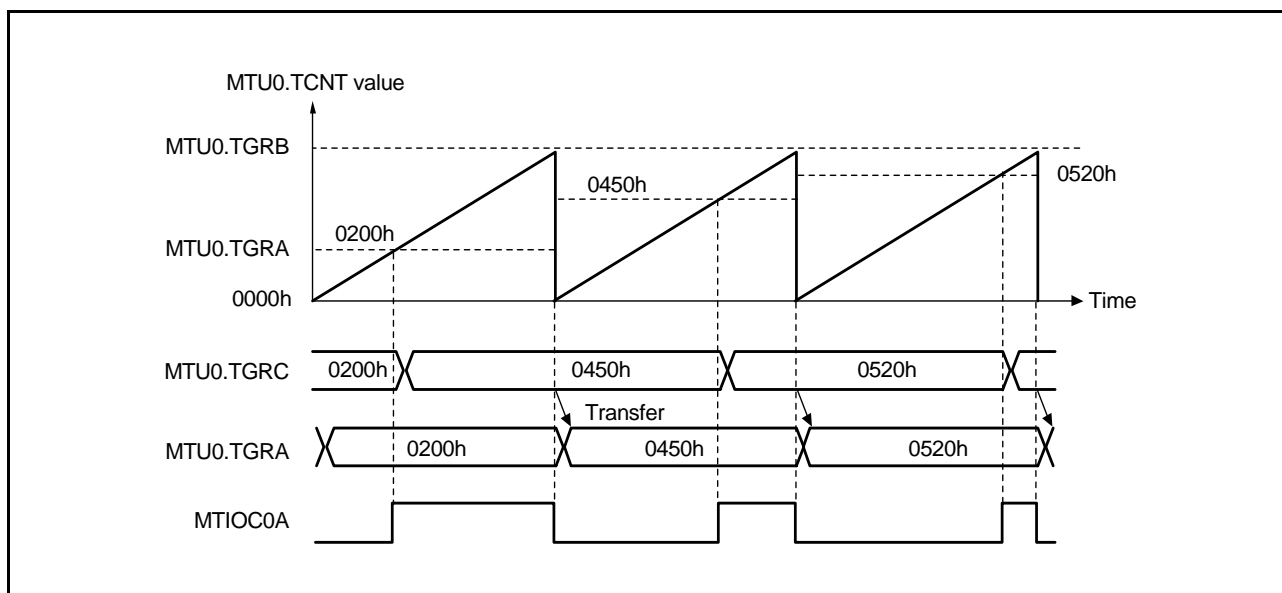 MTU0.TCNT value
MTU0.TGRB
0520h
0450h
0200h
MTU0.TGRA
0000h
Time
MTU0.TGRC 0200h 0450h 0520h
Transfer
MTU0.TGRA 0200h 0450h 0520h
MTIOC0A